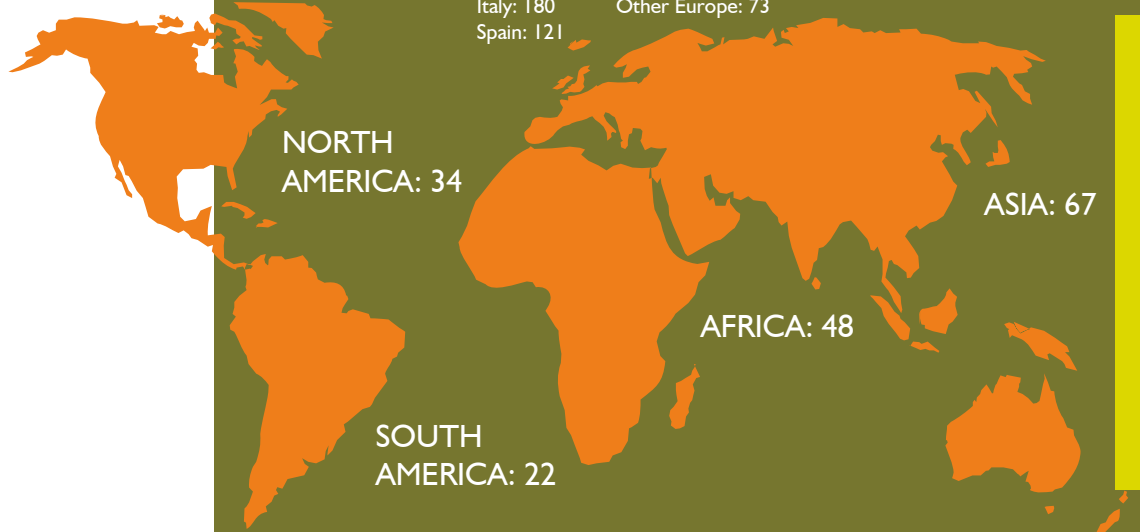 Italy: 180
Other Europe: 73
Spain: 121
NORTH
AMERICA: 34
ASIA: 67
AFRICA: 48
SOUTH
AMERICA: 22